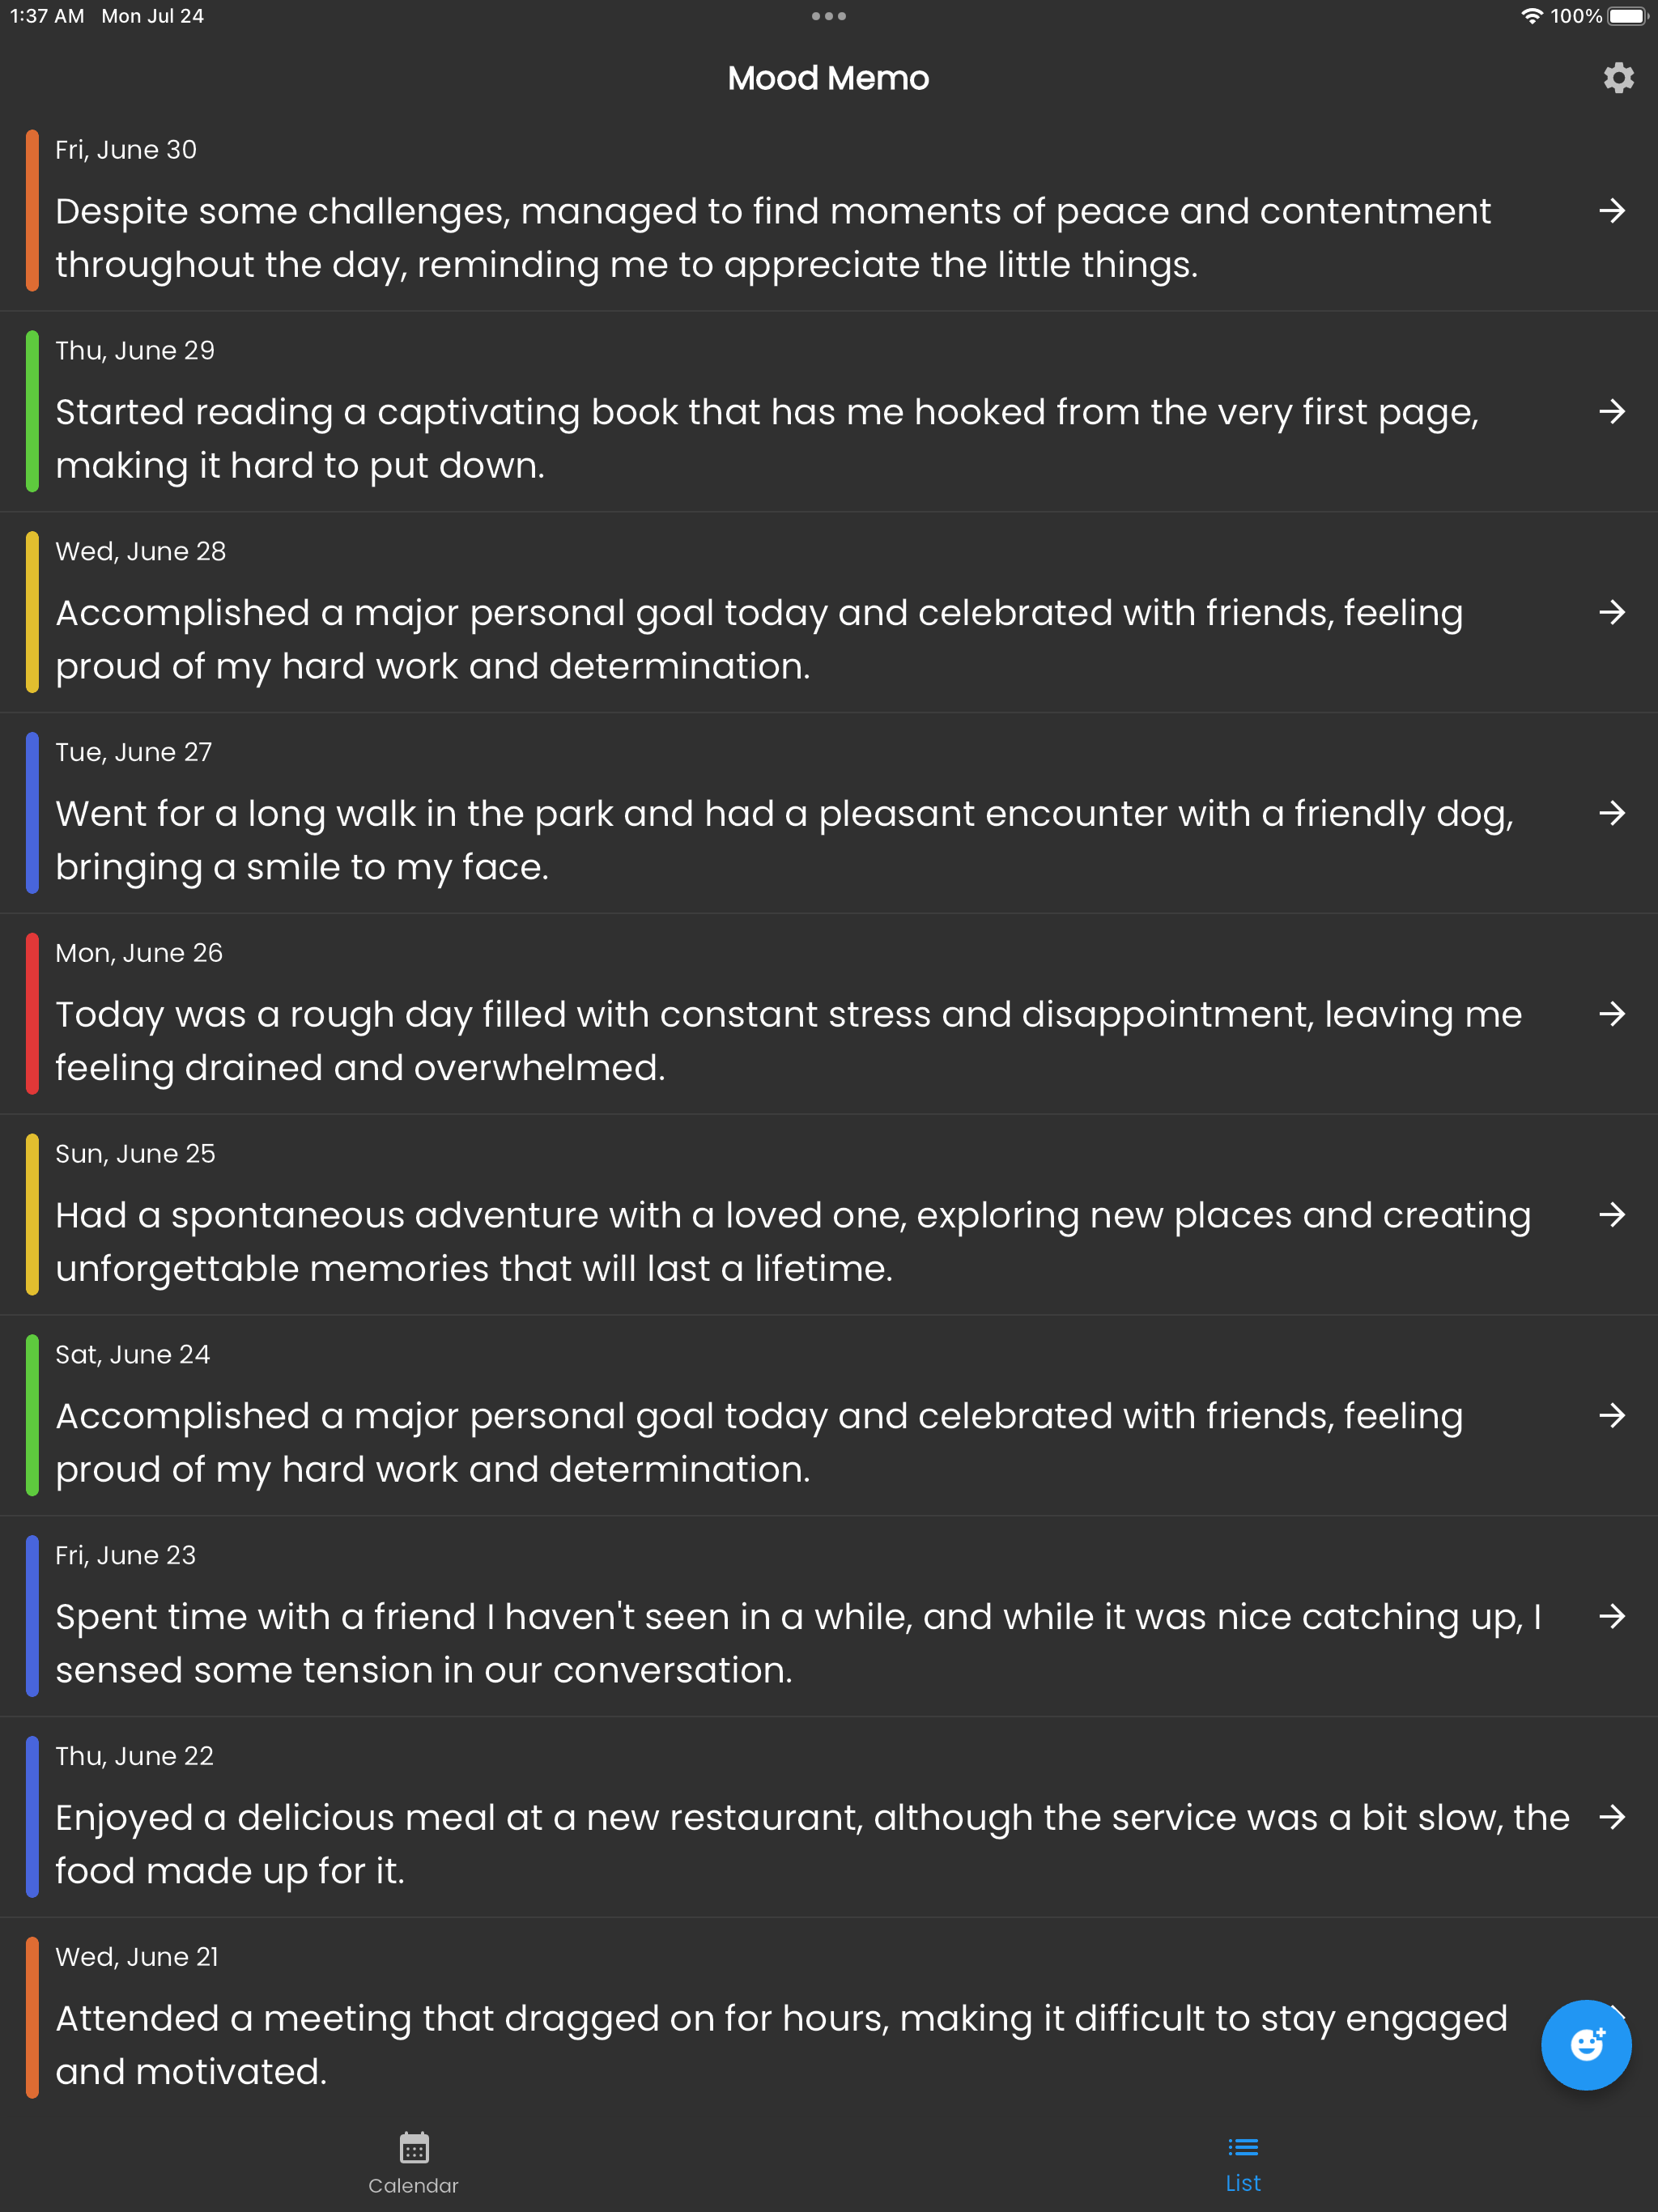 1:37 AM Mon Jul 24
100%
Mood Memo
Fri, June 30
Despite some challenges, managed to find moments of peace and contentment
throughout the day, reminding me to appreciate the little things.
Thu, June 29
Started reading a captivating book that has me hooked from the very first page,
making it hard to put down.
Wed, June 28
Accomplished a major personal goal today and celebrated with friends, feeling
proud of my hard work and determination.
Tue, June 27
Went for a long walk in the park and had a pleasant encounter with a friendly dog,
bringing a smile to my face.
Mon, June 26
Today was a rough day filled with constant stress and disappointment, leaving me
feeling drained and overwhelmed.
Sun, June 25
Had a spontaneous adventure with a loved one, exploring new places and creating
unforgettable memories that will last a lifetime.
Sat, June 24
Accomplished a major personal goal today and celebrated with friends, feeling
proud of my hard work and determination.
Fri, June 23
Spent time with a friend I haven't seen in a while, and while it was nice catching up, I
sensed some tension in our conversation.
Thu, June 22
Enjoyed a delicious meal at a new restaurant, although the service was a bit slow, the
food made up for it.
Wed, June 21
Attended a meeting that dragged on for hours, making it difficult to stay engaged
and motivated.
Calendar
List